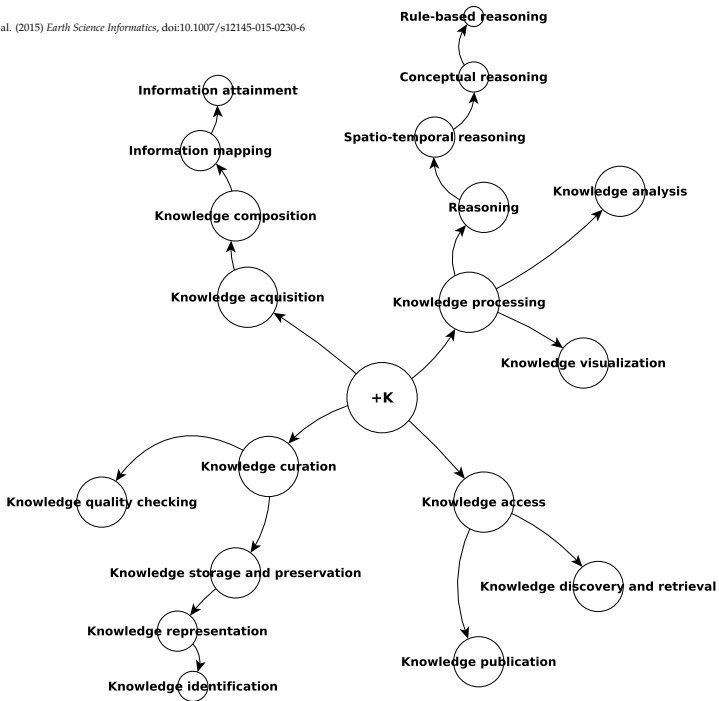 al. (2015) Earth Science Informatics, doi:10.1007/s12145-015-0230-6
Rule-based reasoning
Conceptual reasoning
Information attainment
Spatio-temporal reasoning
Information mapping
Knowledge analysis
Reasoning
Knowledge composition
Knowledge acquisition
Knowledge processing
Knowledge visualization
+K
Knowledge curation
Knowledge quality checking
Knowledge access
Knowledge storage and preservation
Knowledge discovery and retrieval
Knowledge representation
Knowledge publication
Knowledge identification